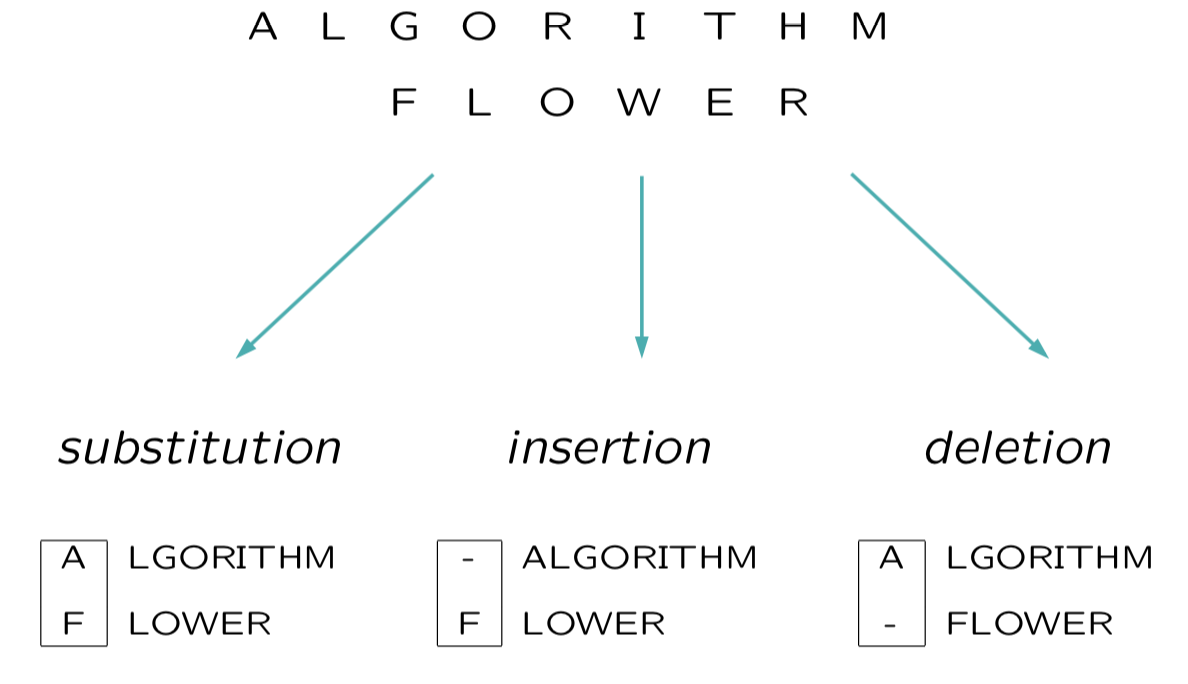 A L G O R I T H M
F L O W E R
substitution insertion deletion
A LGORITHM - ALGORITHM A LGORITHM
F LOWER F LOWER - FLOWER